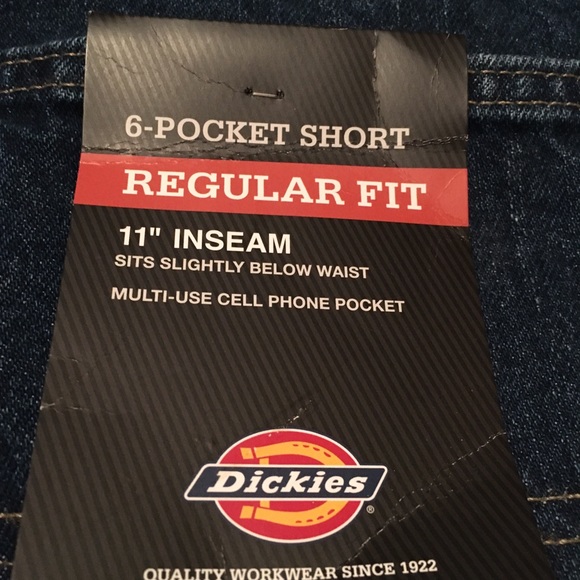 6-POCKET SHORT
REGULAR FIT
11" INSEAM
SITS SLIGHTLY BELOW WAIST
MULTI-USE CELL PHONE POCKET
Dickies®
QUALITY WORKWEAR SINCE 1922